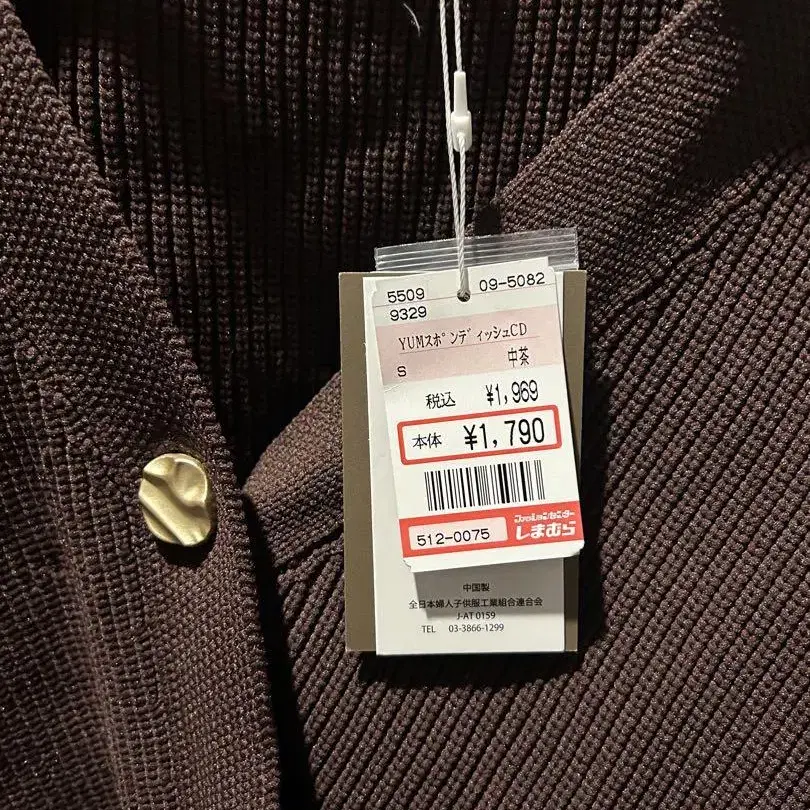 5509 09-5082
9329
YUMスポンディッシュCD
S 中茶
税込 ¥1,969
本体 ¥1,790
512-0075
ファッションセンター
しまむら
中国製
全日本婦人子供服工業組合連合会
J-AT 0159
TEL 03-3866-1299